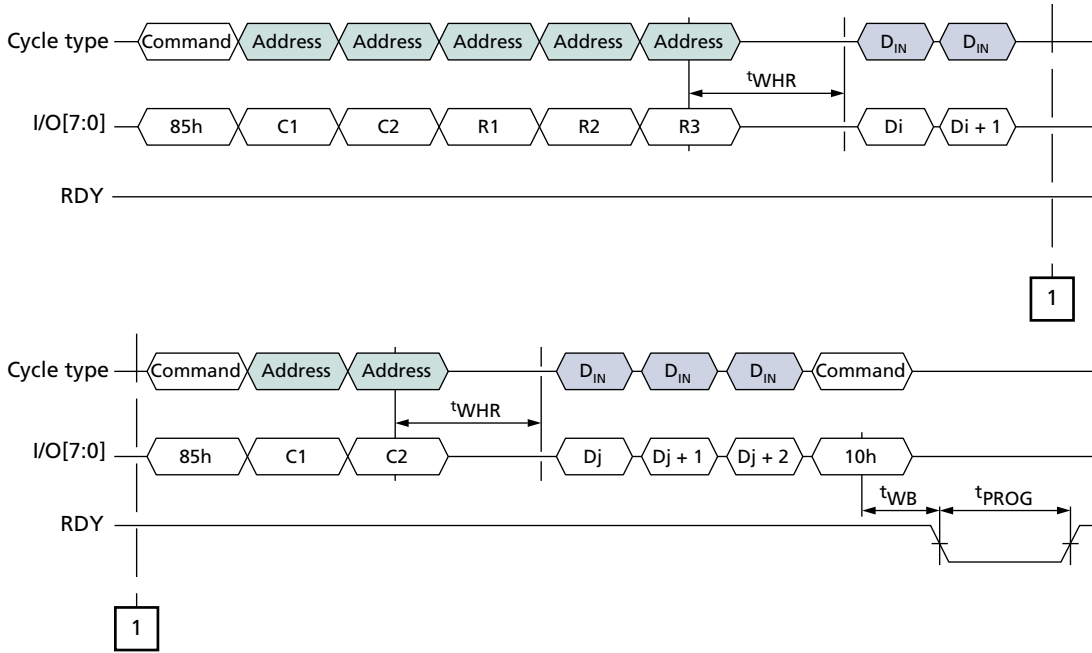 Cycle type Command Address Address Address Address Address DIN DIN
tWHR
I/O[7:0] 85h C1 C2 R1 R2 R3 Di Di + 1
RDY
1
Cycle type Command Address Address DIN DIN DIN Command
tWHR
I/O[7:0] 85h C1 C2 Dj Dj + 1 Dj + 2 10h
tWB tPROG
RDY
1